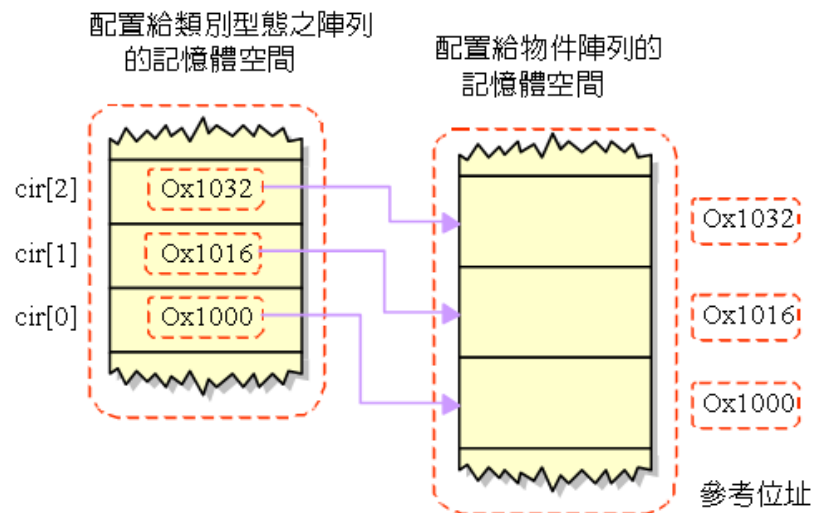 配置給類別型態之陣列
的記憶體空間
配置給物件陣列的
記憶體空間
cir[2]
Ox1032
cir[1]
Ox1016
cir[0]
Ox1000
Ox1032
Ox1016
Ox1000
參考位址